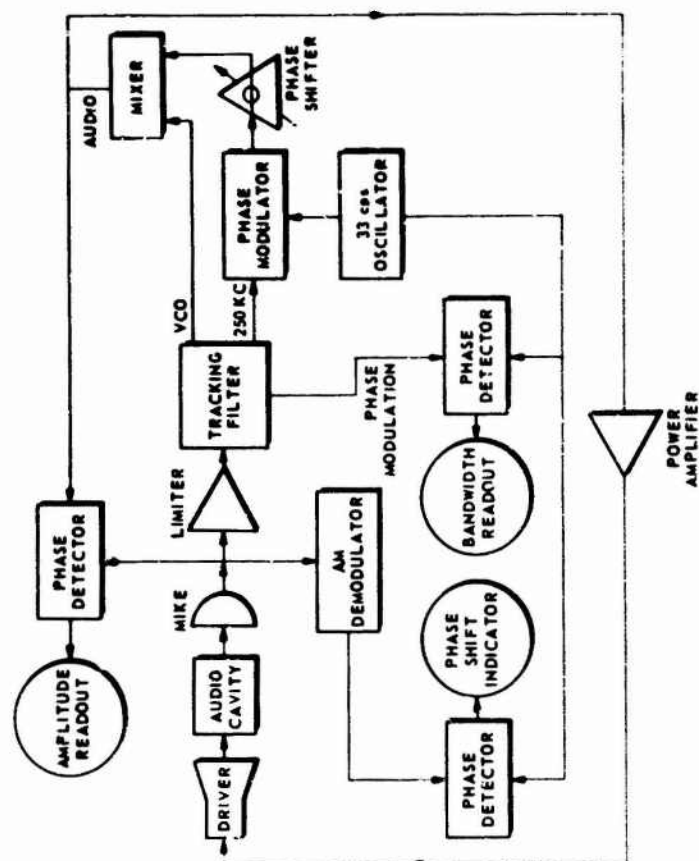 AMPLITUDE
READOUT
PHASE
DETECTOR
AUDIO
MIXER
DRIVER
AUDIO
CAVITY
MIKE
LIMITER
TRACKING
FILTER
VCO
250 KC
PHASE
MODULATOR
PHASE
SHIFTER
33 cps
OSCILLATOR
AM
DEMODULATOR
PHASE
MODULATION
PHASE
DETECTOR
BANDWIDTH
READOUT
PHASE
SHIFT
INDICATOR
PHASE
DETECTOR
POWER
AMPLIFIER